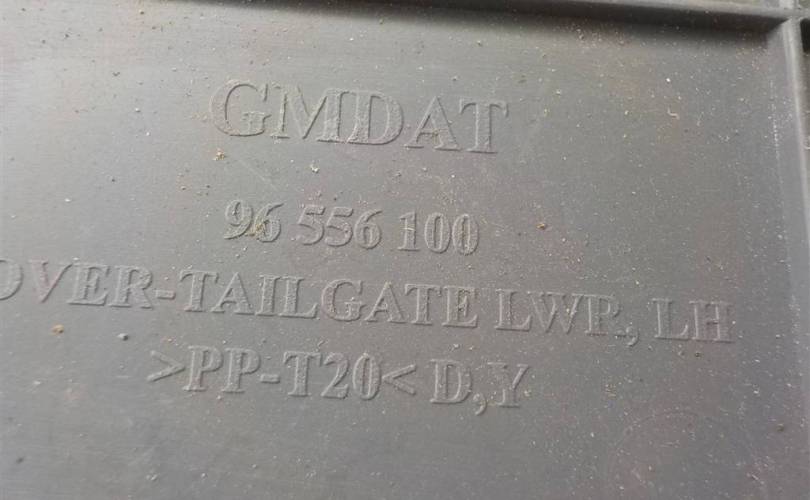 GMDAT
96 556 100
OVER-TAILGATE LWR, LH
>PP-T20< D,Y